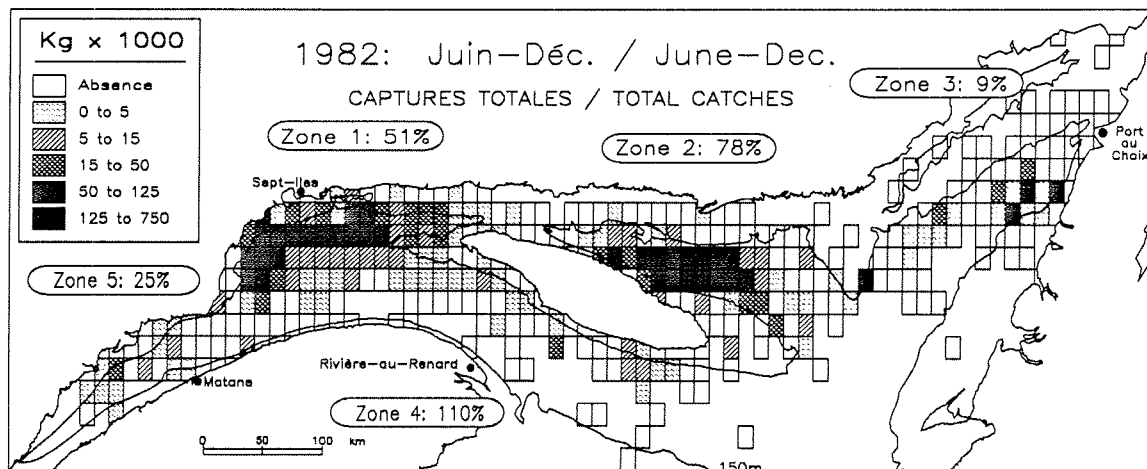 Kg x 1000
Absence
0 to 5
5 to 15
15 to 50
50 to 125
125 to 750
1982: Juin-Déc. / June-Dec.
CAPTURES TOTALES / TOTAL CATCHES
Zone 3: 9%
Zone 1: 51%
Zone 2: 78%
Port
au
Choix
Sept-Iles
Zone 5: 25%
Rivière-au-Renard
Matane
Zone 4: 110%
0 50 100 km
150m